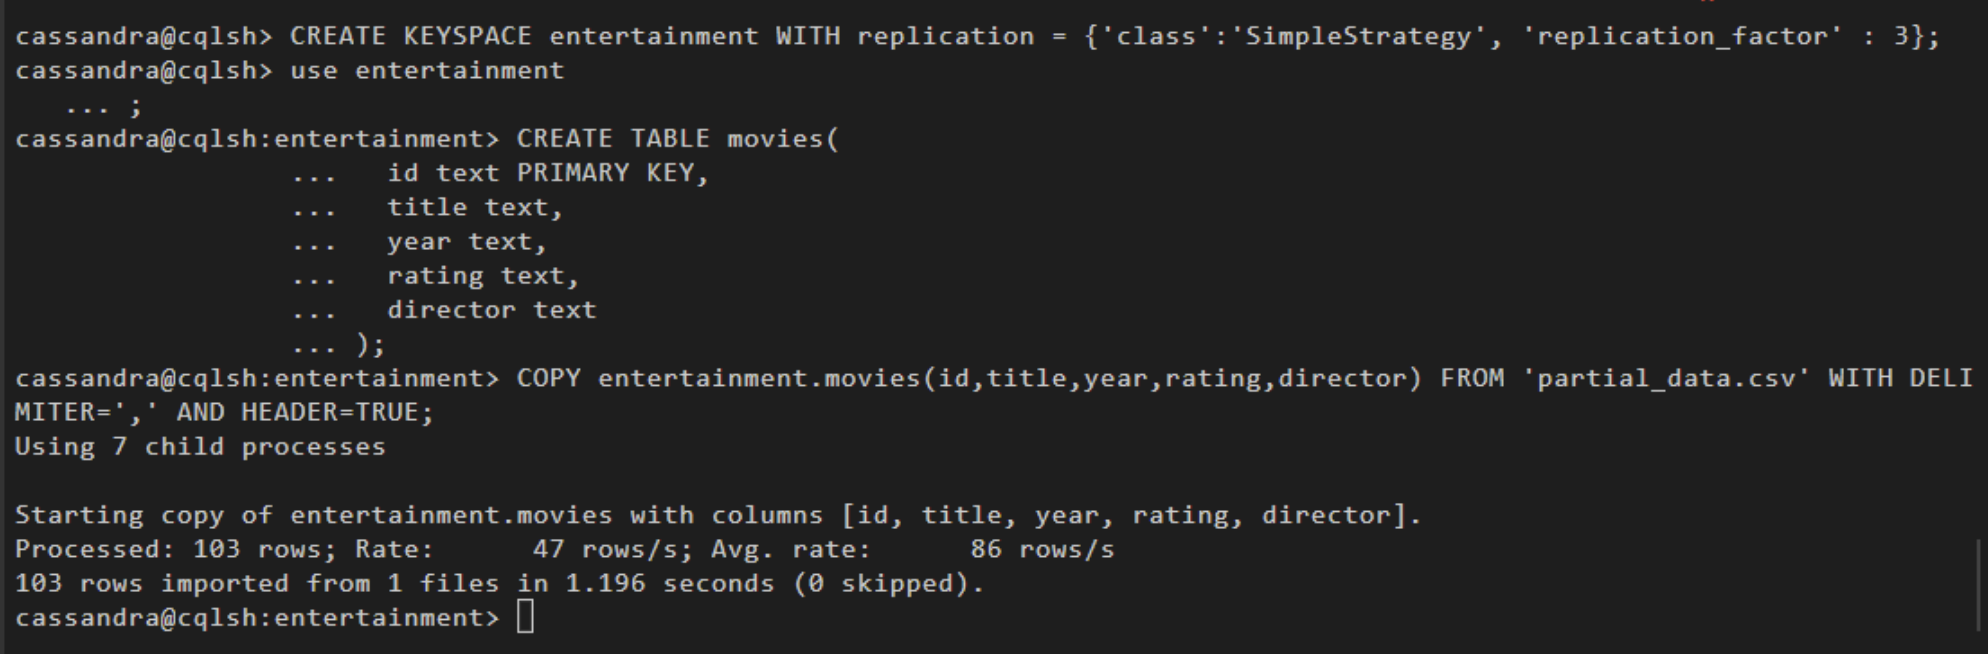 cassandra@cqlsh> CREATE KEYSPACE entertainment WITH replication = {'class':'SimpleStrategy', 'replication_factor' : 3};
cassandra@cqlsh> use entertainment
   ... ;
cassandra@cqlsh:entertainment> CREATE TABLE movies(
                 ...   id text PRIMARY KEY,
                 ...   title text,
                 ...   year text,
                 ...   rating text,
                 ...   director text
                 ... );
cassandra@cqlsh:entertainment> COPY entertainment.movies(id,title,year,rating,director) FROM 'partial_data.csv' WITH DELI
MITER=',' AND HEADER=TRUE;
Using 7 child processes

Starting copy of entertainment.movies with columns [id, title, year, rating, director].
Processed: 103 rows; Rate:      47 rows/s; Avg. rate:      86 rows/s
103 rows imported from 1 files in 1.196 seconds (0 skipped).
cassandra@cqlsh:entertainment>